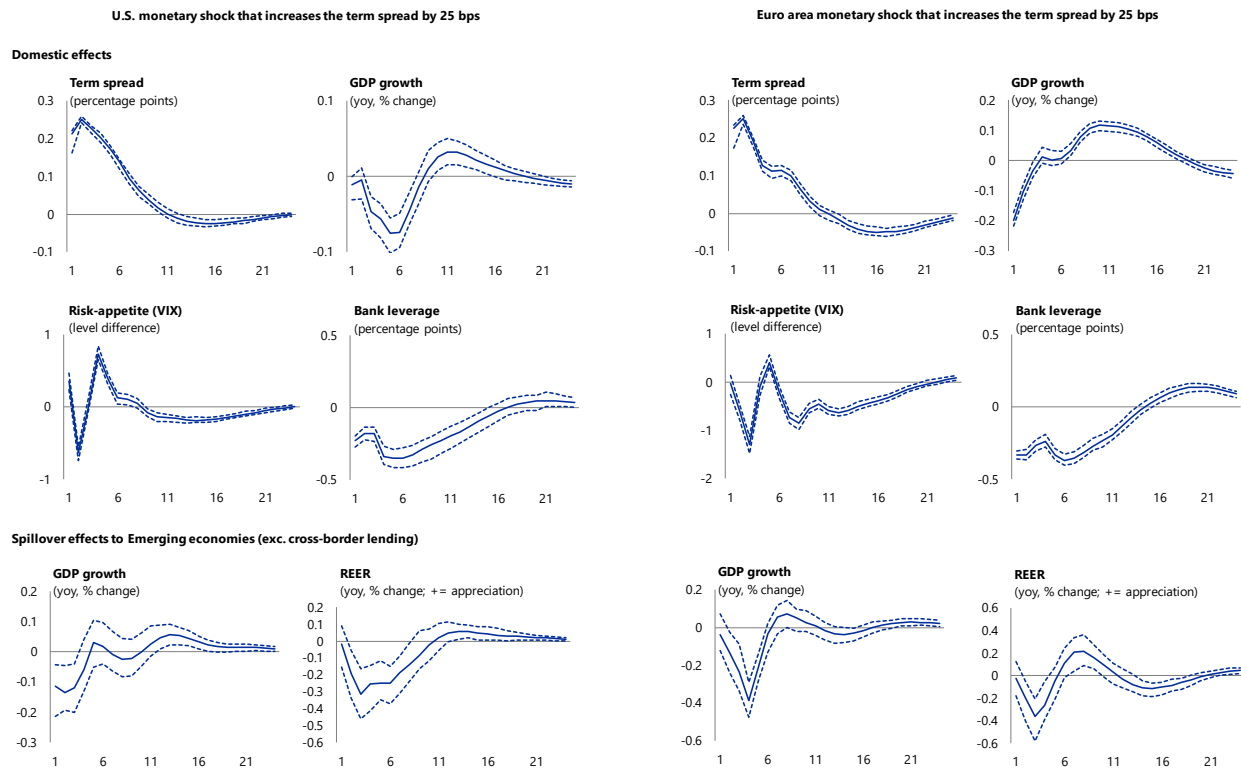 U.S. monetary shock that increases the term spread by 25 bps
Euro area monetary shock that increases the term spread by 25 bps
Domestic effects
Term spread
(percentage points)
0.3
0.2
0.1
0
-0.1
1 6 11 16 21
GDP growth
(yoy, % change)
0.1
0
-0.1
1 6 11 16 21
Term spread
(percentage points)
0.3
0.2
0.1
0
-0.1
1 6 11 16 21
GDP growth
(yoy, % change)
0.2
0.1
0
-0.1
-0.2
-0.3
1 6 11 16 21
Risk-appetite (VIX)
(level difference)
1
0
-1
1 6 11 16 21
Bank leverage
(percentage points)
0.5
0
-0.5
1 6 11 16 21
Risk-appetite (VIX)
(level difference)
1
0
-1
-2
1 6 11 16 21
Bank leverage
(percentage points)
0.5
0
-0.5
1 6 11 16 21
Spillover effects to Emerging economies (exc. cross-border lending)
GDP growth
(yoy, % change)
0.2
0.1
0
-0.1
-0.2
-0.3
1 6 11 16 21
REER
(yoy, % change; += appreciation)
0.2
0.1
0
-0.1
-0.2
-0.3
-0.4
-0.5
-0.6
1 6 11 16 21
GDP growth
(yoy, % change)
0.2
0
-0.2
-0.4
-0.6
1 6 11 16 21
REER
(yoy, % change; += appreciation)
0.6
0.4
0.2
0
-0.2
-0.4
-0.6
1 6 11 16 21